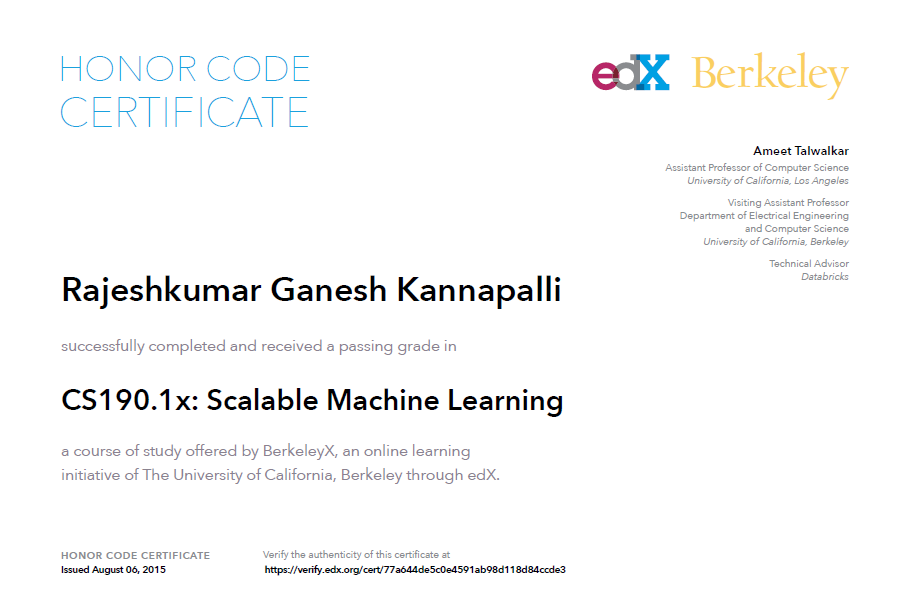 HONOR CODE
CERTIFICATE
edX Berkeley
Ameet Talwalkar
Assistant Professor of Computer Science
University of California, Los Angeles
Visiting Assistant Professor
Department of Electrical Engineering
and Computer Science
University of California, Berkeley
Technical Advisor
Databricks
Rajeshkumar Ganesh Kannapalli
successfully completed and received a passing grade in
CS190.1x: Scalable Machine Learning
a course of study offered by BerkeleyX, an online learning
initiative of The University of California, Berkeley through edX.
HONOR CODE CERTIFICATE
Issued August 06, 2015
Verify the authenticity of this certificate at
https://verify.edx.org/cert/77a644de5c0e4591ab98d118d84ccde3